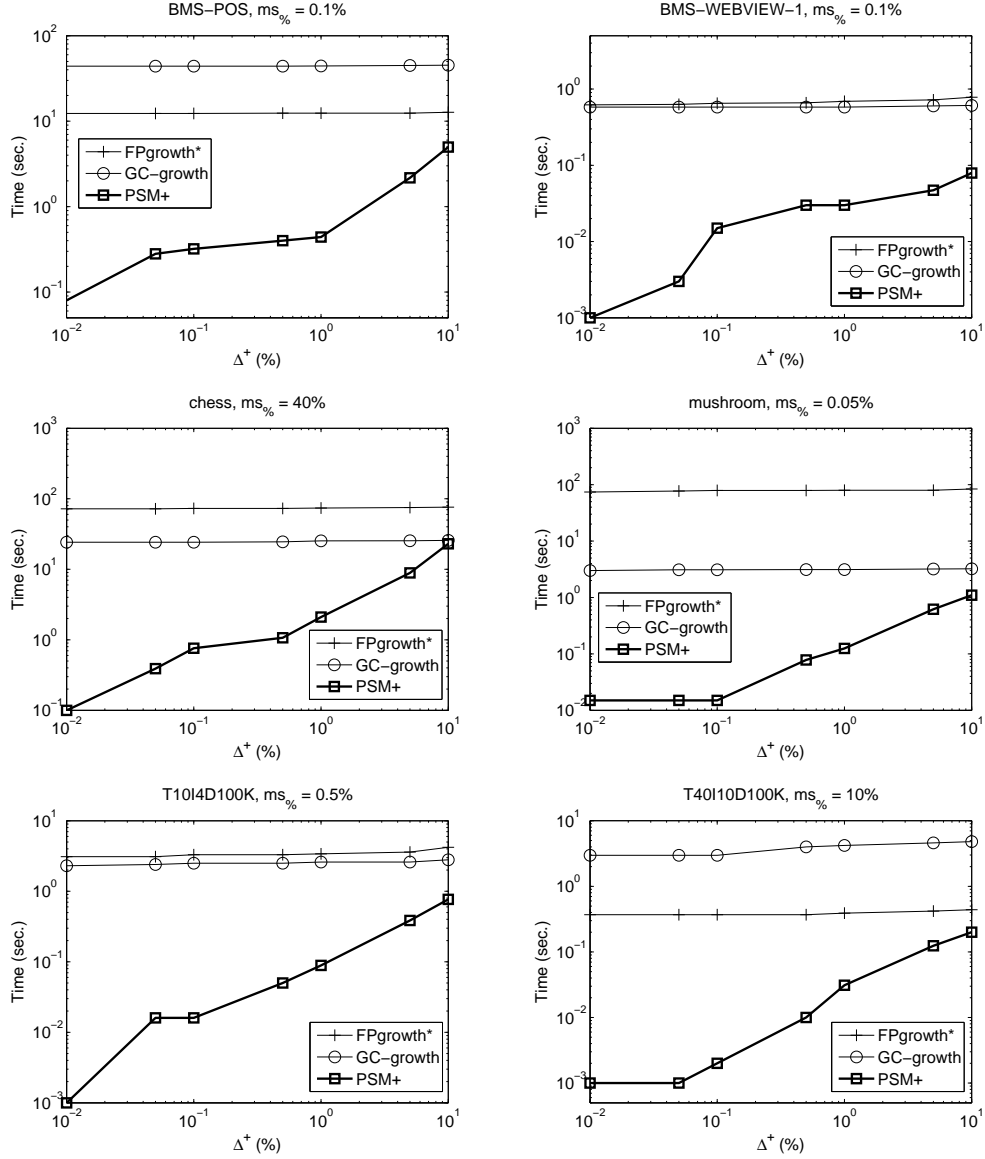 BMS−POS, ms% = 0.1%
10^2
10^1
10^0
10^−1
Time (sec.)
FPgrowth*
GC−growth
PSM+
10^−2 10^−1 10^0 10^1
Δ+ (%)
BMS−WEBVIEW−1, ms% = 0.1%
10^0
10^−1
10^−2
10^−3
Time (sec.)
FPgrowth*
GC−growth
PSM+
10^−2 10^−1 10^0 10^1
Δ+ (%)
chess, ms% = 40%
10^3
10^2
10^1
10^0
10^−1
Time (sec.)
FPgrowth*
GC−growth
PSM+
10^−2 10^−1 10^0 10^1
Δ+ (%)
mushroom, ms% = 0.05%
10^3
10^2
10^1
10^0
10^−1
10^−2
Time (sec.)
FPgrowth*
GC−growth
PSM+
10^−2 10^−1 10^0 10^1
Δ+ (%)
T10I4D100K, ms% = 0.5%
10^1
10^0
10^−1
10^−2
10^−3
Time (sec.)
FPgrowth*
GC−growth
PSM+
10^−2 10^−1 10^0 10^1
Δ+ (%)
T40I10D100K, ms% = 10%
10^1
10^0
10^−1
10^−2
10^−3
Time (sec.)
FPgrowth*
GC−growth
PSM+
10^−2 10^−1 10^0 10^1
Δ+ (%)